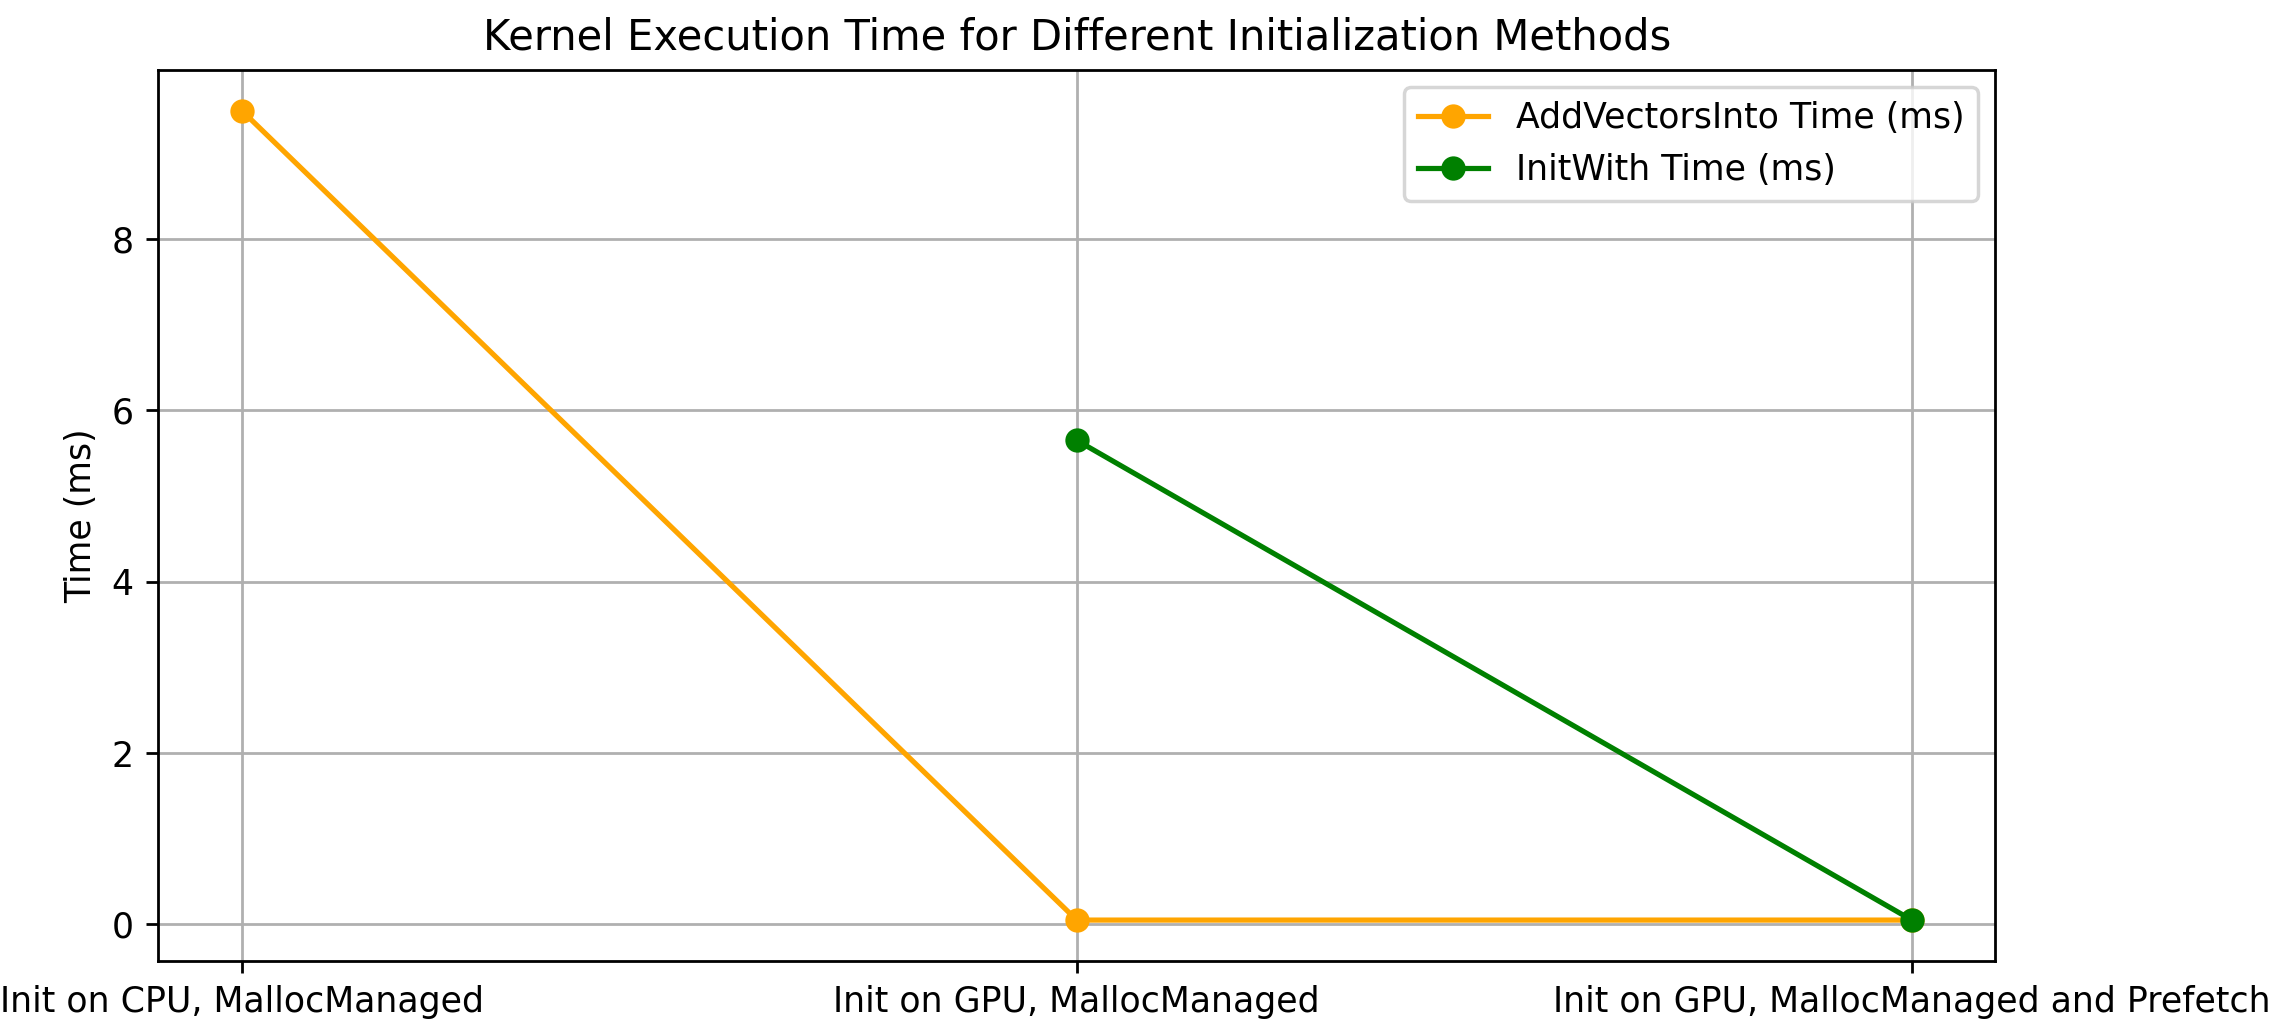 Kernel Execution Time for Different Initialization Methods
AddVectorsInto Time (ms)
InitWith Time (ms)
Time (ms)
8
6
4
2
0
Init on CPU, MallocManaged
Init on GPU, MallocManaged
Init on GPU, MallocManaged and Prefetch